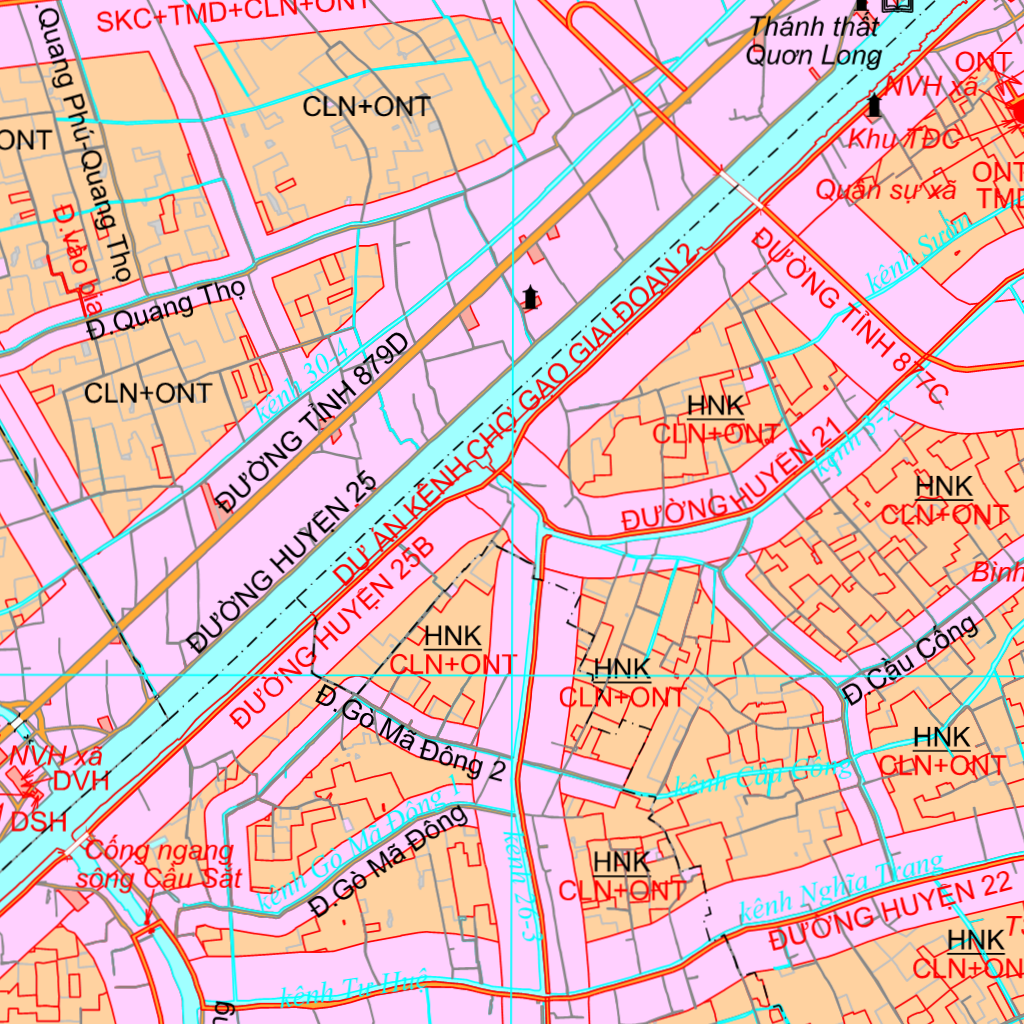 SKC+TMD+CLN+ONT
Thánh thất
Quơn Long
Quang Phú-Quang Thọ
CLN+ONT
ONT
NVH xã
Khu TĐC
ONT
Quân sự xã
ONT
Đ.vào bia
kênh Sườn
ĐƯỜNG TỈNH 877C
Đ.Quang Thọ
CLN+ONT
kênh 30-4
ĐƯỜNG TỈNH 879D
DỰ ÁN KÊNH CHỢ GẠO GIAI ĐOẠN 2
HNK
CLN+ONT
ĐƯỜNG HUYỆN 21
ĐƯỜNG HUYỆN 25
HNK
CLN+ONT
ĐƯỜNG HUYỆN 25B
Bình
HNK
CLN+ONT
HNK
CLN+ONT
Đ.Cầu Cống
Đ.Gò Mã Đông 2
NVH xã
DVH
DSH
HNK
CLN+ONT
kênh Cầu Cống
kênh Gò Mã Đông 1
Đ.Gò Mã Đông
Cống ngang
sông Cầu Sắt
kênh 26-3
HNK
CLN+ONT
kênh Nghĩa Trang
ĐƯỜNG HUYỆN 22
HNK
CLN+ON
kênh Tư Huệ